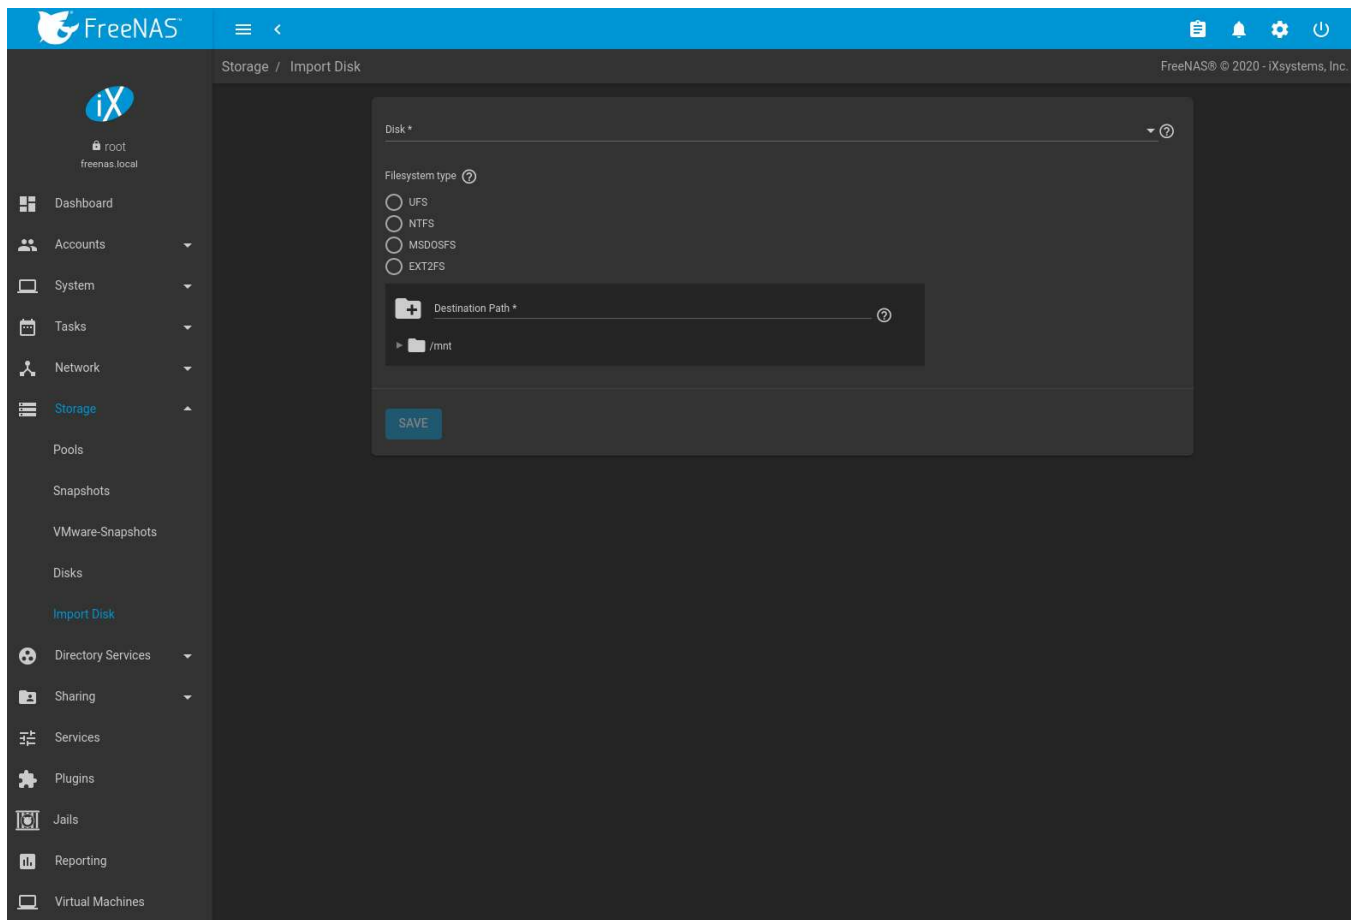 FreeNAS™
Storage / Import Disk
FreeNAS® © 2020 - iXsystems, Inc.
iX
root
freenas.local
Dashboard
Accounts
System
Tasks
Network
Storage
Pools
Snapshots
VMware-Snapshots
Disks
Import Disk
Directory Services
Sharing
Services
Plugins
Jails
Reporting
Virtual Machines
Disk *
Filesystem type
UFS
NTFS
MSDOSFS
EXT2FS
Destination Path *
/mnt
SAVE